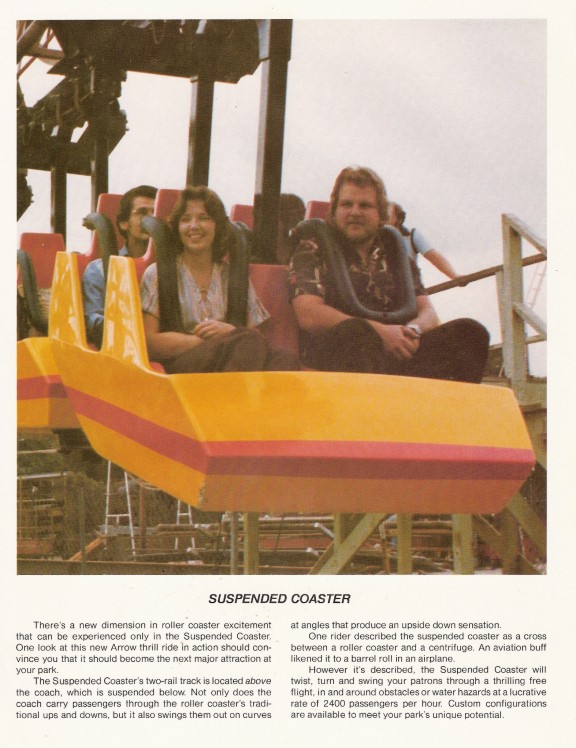 SUSPENDED COASTER
There's a new dimension in roller coaster excitement
that can be experienced only in the Suspended Coaster.
One look at this new Arrow thrill ride in action should con-
vince you that it should become the next major attraction at
your park.
The Suspended Coaster's two-rail track is located above
the coach, which is suspended below. Not only does the
coach carry passengers through the roller coaster's tradi-
tional ups and downs, but it also swings them out on curves
at angles that produce an upside down sensation.
One rider described the suspended coaster as a cross
between a roller coaster and a centrifuge. An aviation buff
likened it to a barrel roll in an airplane.
However it's described, the Suspended Coaster will
twist, turn and swing your patrons through a thrilling free
flight, in and around obstacles or water hazards at a lucrative
rate of 2400 passengers per hour. Custom configurations
are available to meet your park's unique potential.